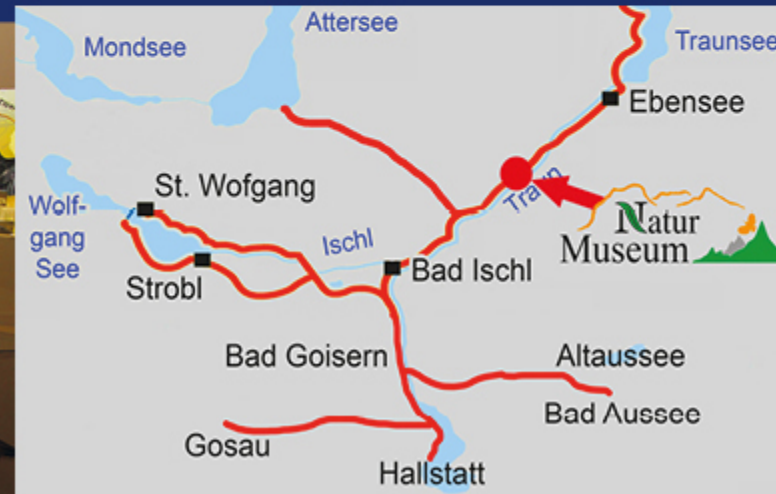 Mondsee
Attersee
Traunsee
Ebensee
St. Wofgang
Traun
Wolf-
gang
See
Natur
Museum
Ischl
Strobl
Bad Ischl
Bad Goisern
Altaussee
Bad Aussee
Gosau
Hallstatt